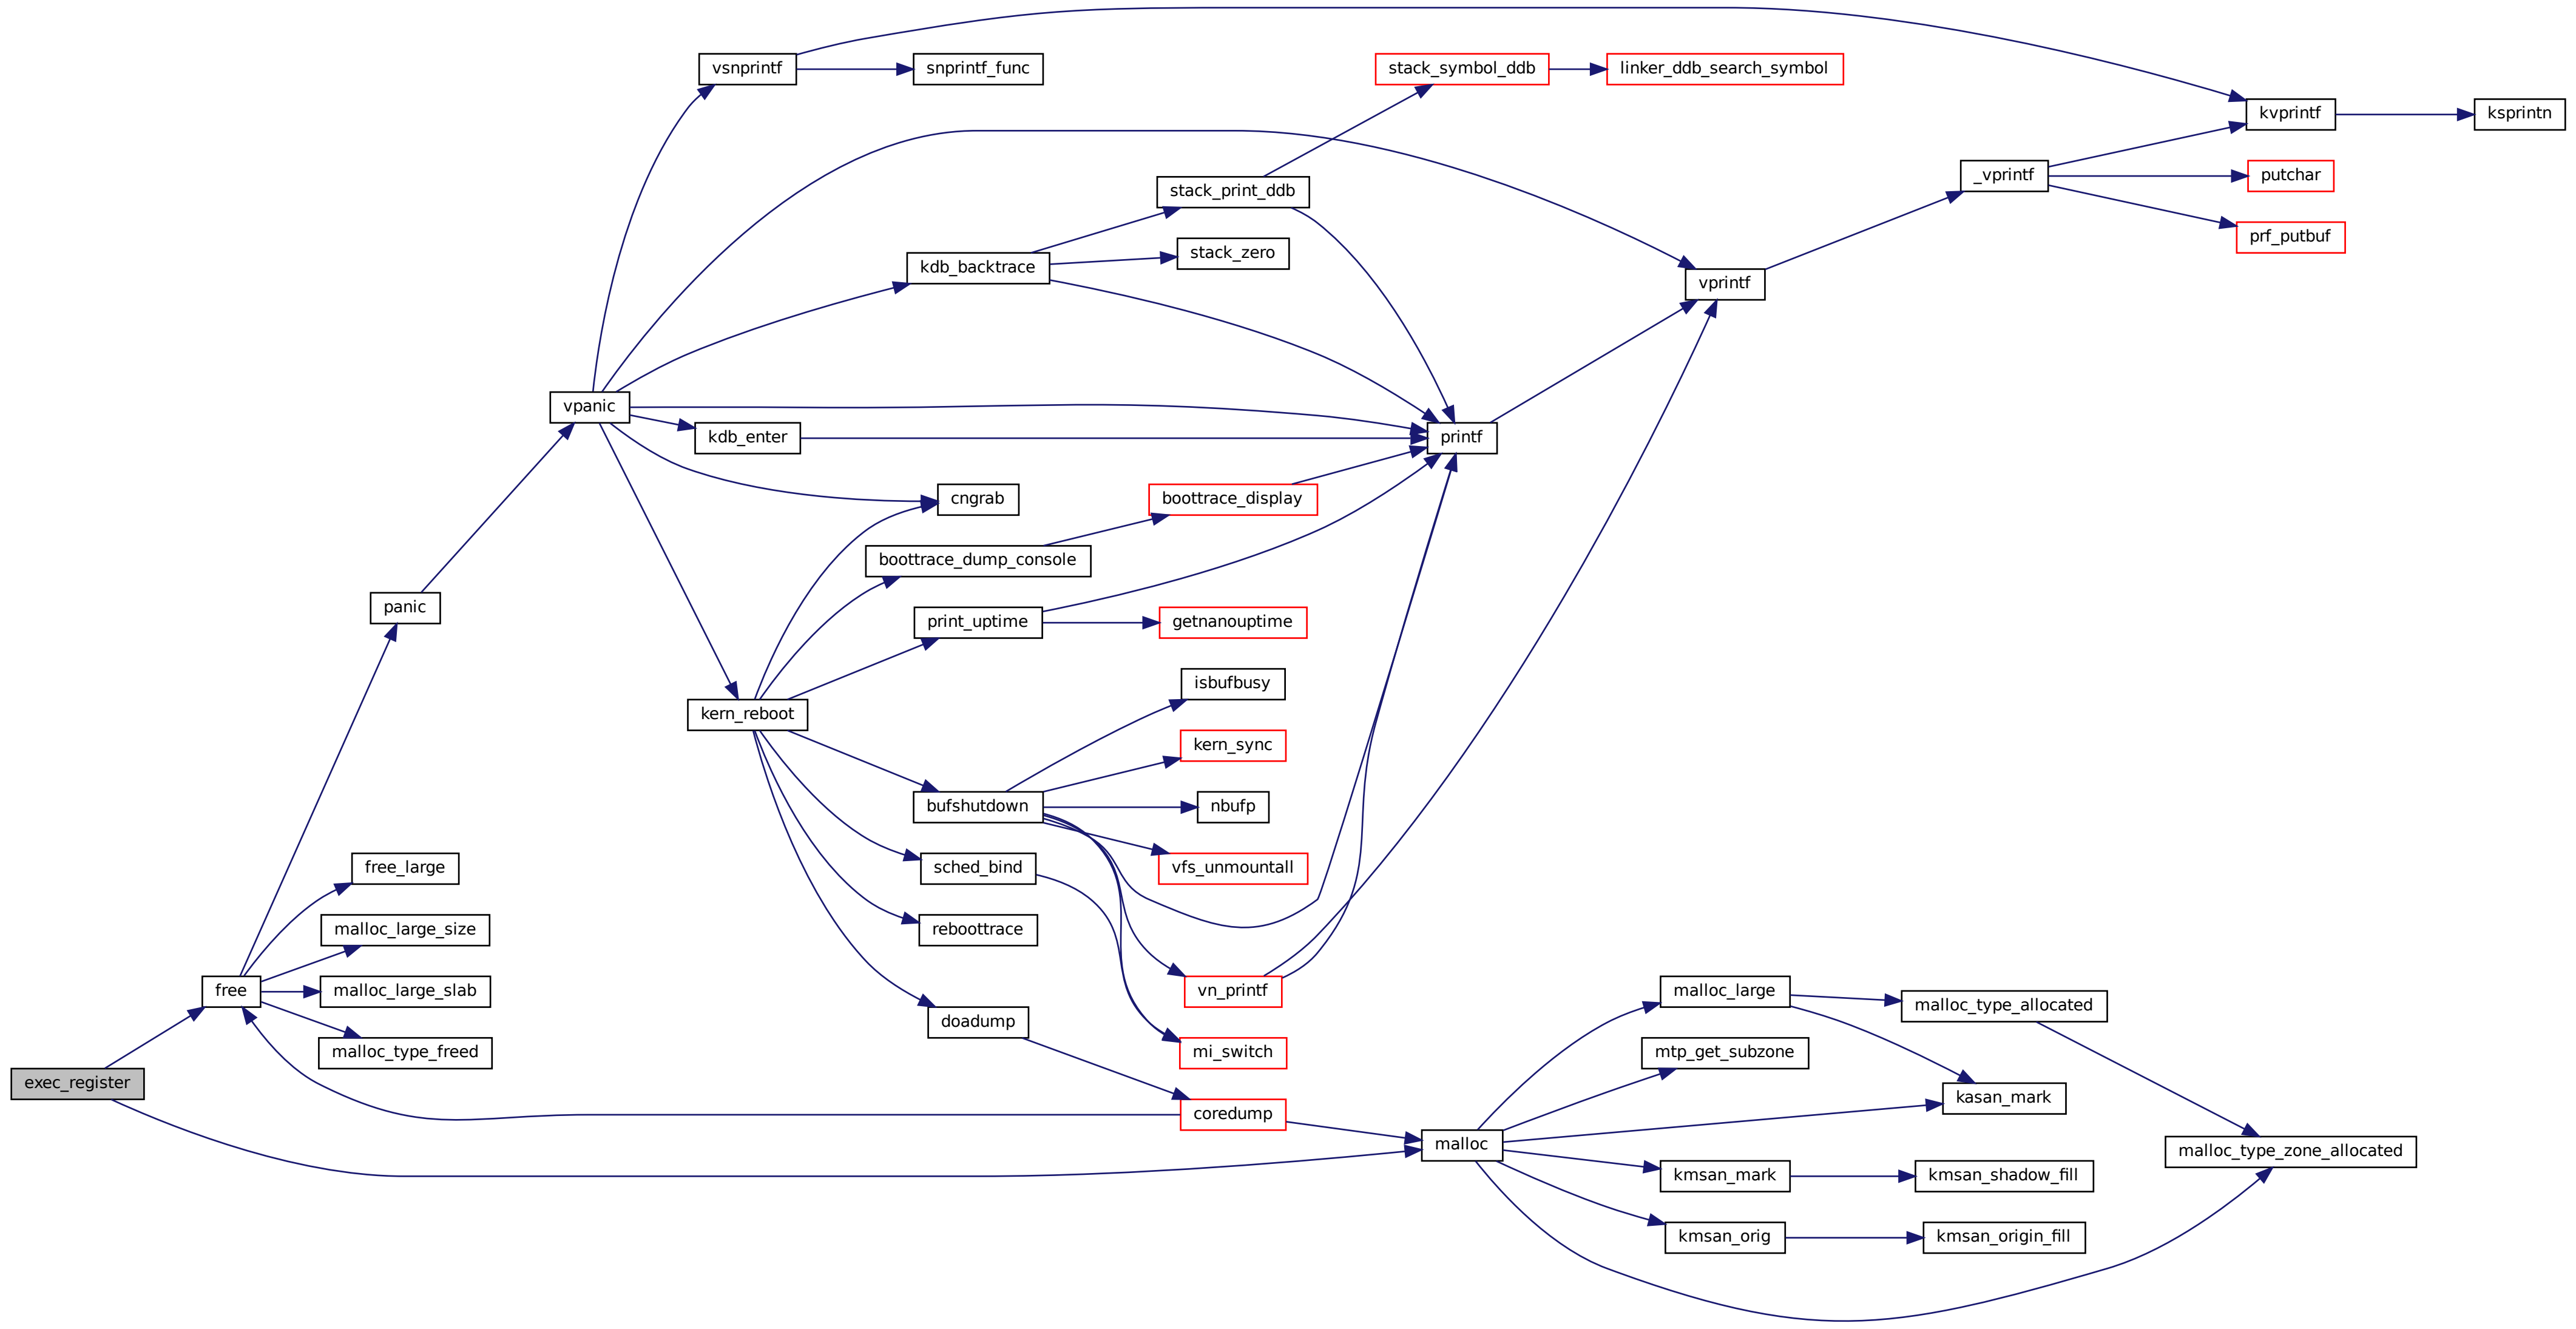 vsnprintf
snprintf_func
stack_symbol_ddb
linker_ddb_search_symbol
kvprintf
ksprintn
_vprintf
putchar
stack_print_ddb
prf_putbuf
stack_zero
kdb_backtrace
vprintf
vpanic
kdb_enter
printf
cngrab
boottrace_display
boottrace_dump_console
panic
print_uptime
getnanouptime
isbufbusy
kern_reboot
kern_sync
bufshutdown
nbufp
free_large
sched_bind
vfs_unmountall
malloc_large_size
reboottrace
free
malloc_large_slab
vn_printf
malloc_large
malloc_type_allocated
doadump
malloc_type_freed
mi_switch
mtp_get_subzone
exec_register
kasan_mark
coredump
malloc
malloc_type_zone_allocated
kmsan_mark
kmsan_shadow_fill
kmsan_orig
kmsan_origin_fill